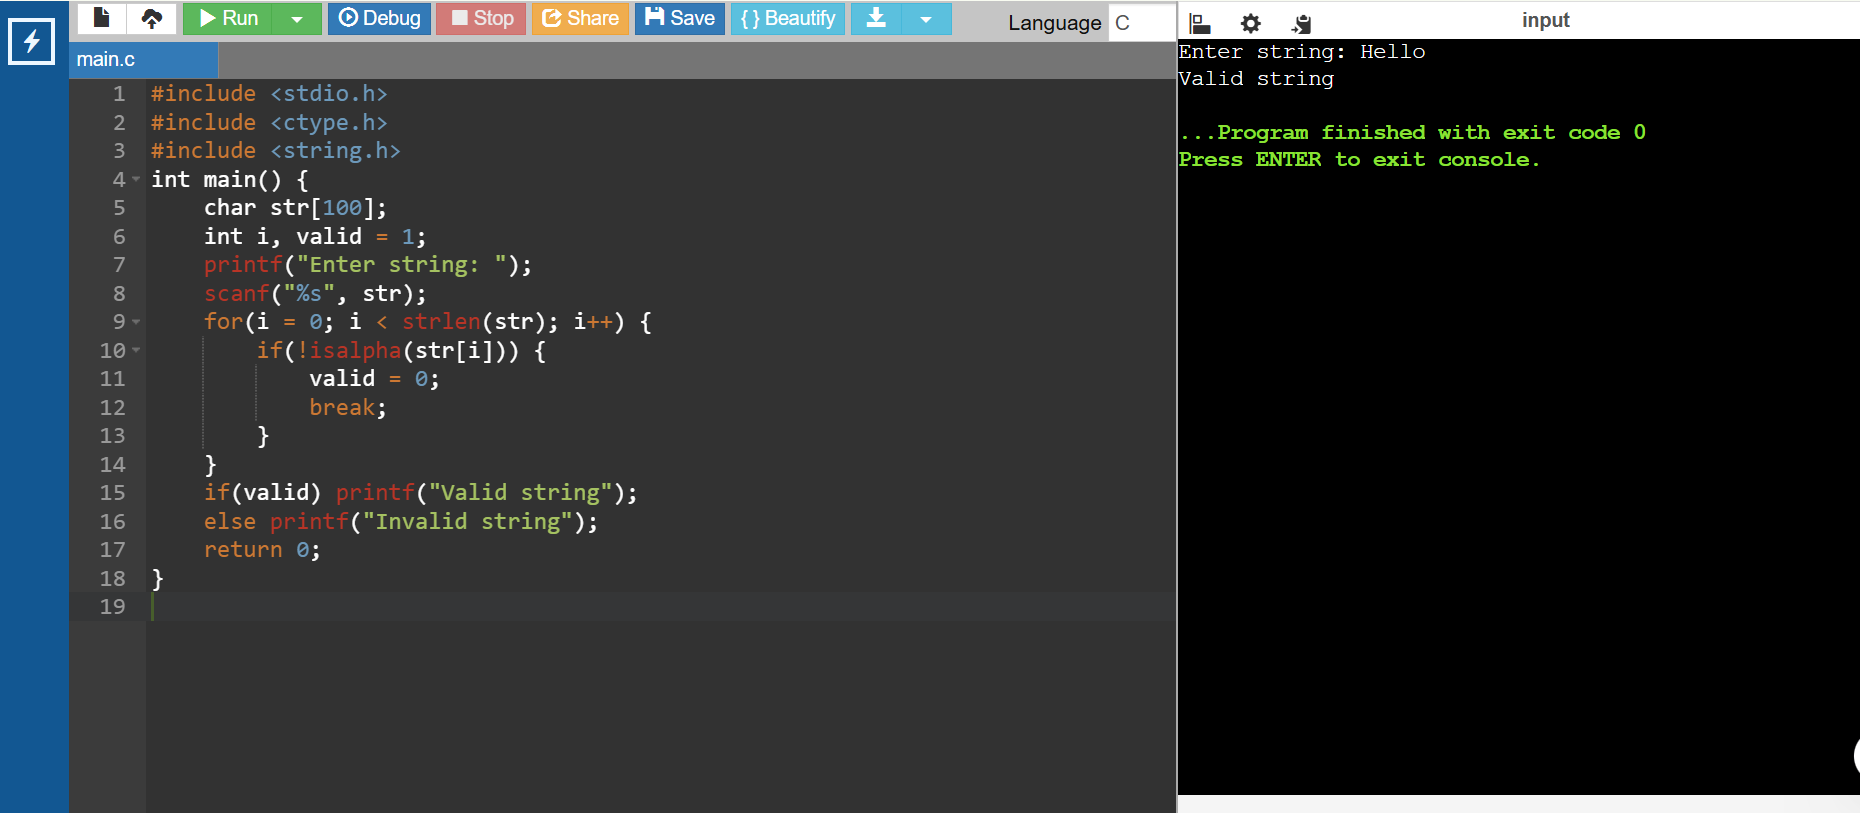 Run
Debug
Stop
Share
Save
{ } Beautify
Language C
main.c
1 #include <stdio.h>
2 #include <ctype.h>
3 #include <string.h>
4 int main() {
5     char str[100];
6     int i, valid = 1;
7     printf("Enter string: ");
8     scanf("%s", str);
9     for(i = 0; i < strlen(str); i++) {
10         if(!isalpha(str[i])) {
11             valid = 0;
12             break;
13         }
14     }
15     if(valid) printf("Valid string");
16     else printf("Invalid string");
17     return 0;
18 }
19
input
Enter string: Hello
Valid string
...Program finished with exit code 0
Press ENTER to exit console.